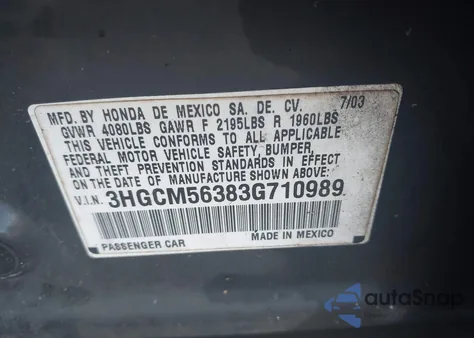 MFD. BY HONDA DE MEXICO SA. DE. CV. 7/03
GVWR 4080LBS GAWR F 2195LBS R 1960LBS
THIS VEHICLE CONFORMS TO ALL APPLICABLE
FEDERAL MOTOR VEHICLE SAFETY, BUMPER,
AND THEFT PREVENTION STANDARDS IN EFFECT
ON THE DATE OF MANUFACTURE SHOWN ABOVE.
V.I.N. 3HGCM56383G710989
PASSENGER CAR MADE IN MEXICO
autoSnap